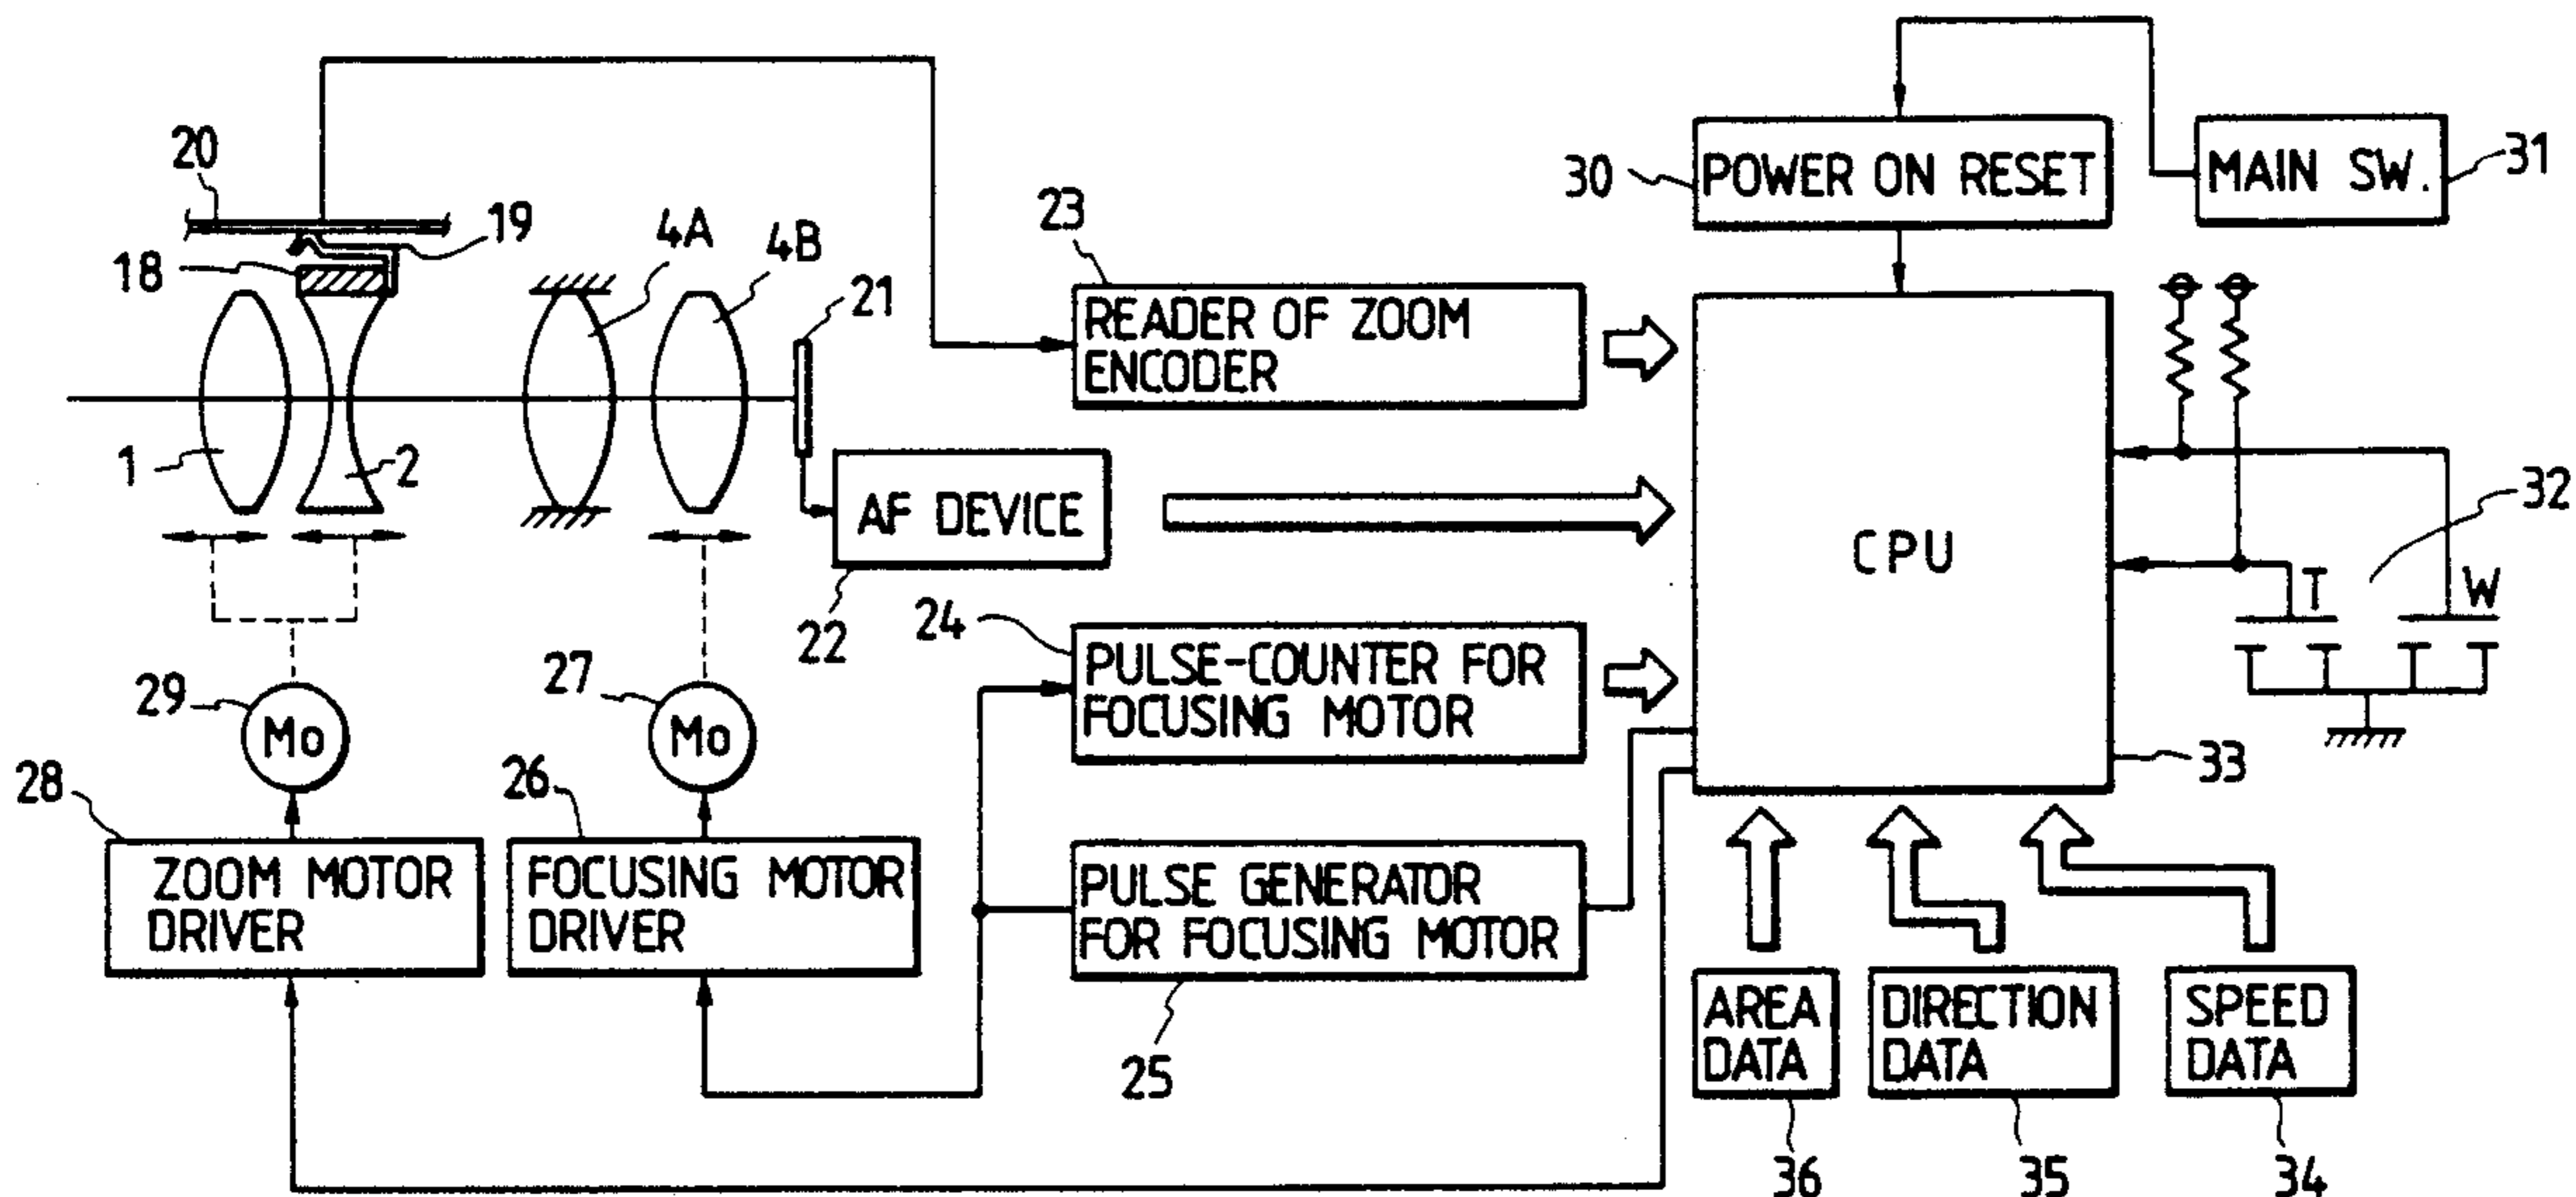 20
19
18
4A
4B
21
1
2
23
READER OF ZOOM
ENCODER
30
POWER ON RESET
MAIN SW.
31
AF DEVICE
22
CPU
32
T
W
33
24
PULSE-COUNTER FOR
FOCUSING MOTOR
29
Mo
27
Mo
28
ZOOM MOTOR
DRIVER
26
FOCUSING MOTOR
DRIVER
PULSE GENERATOR
FOR FOCUSING MOTOR
25
AREA
DATA
36
DIRECTION
DATA
35
SPEED
DATA
34